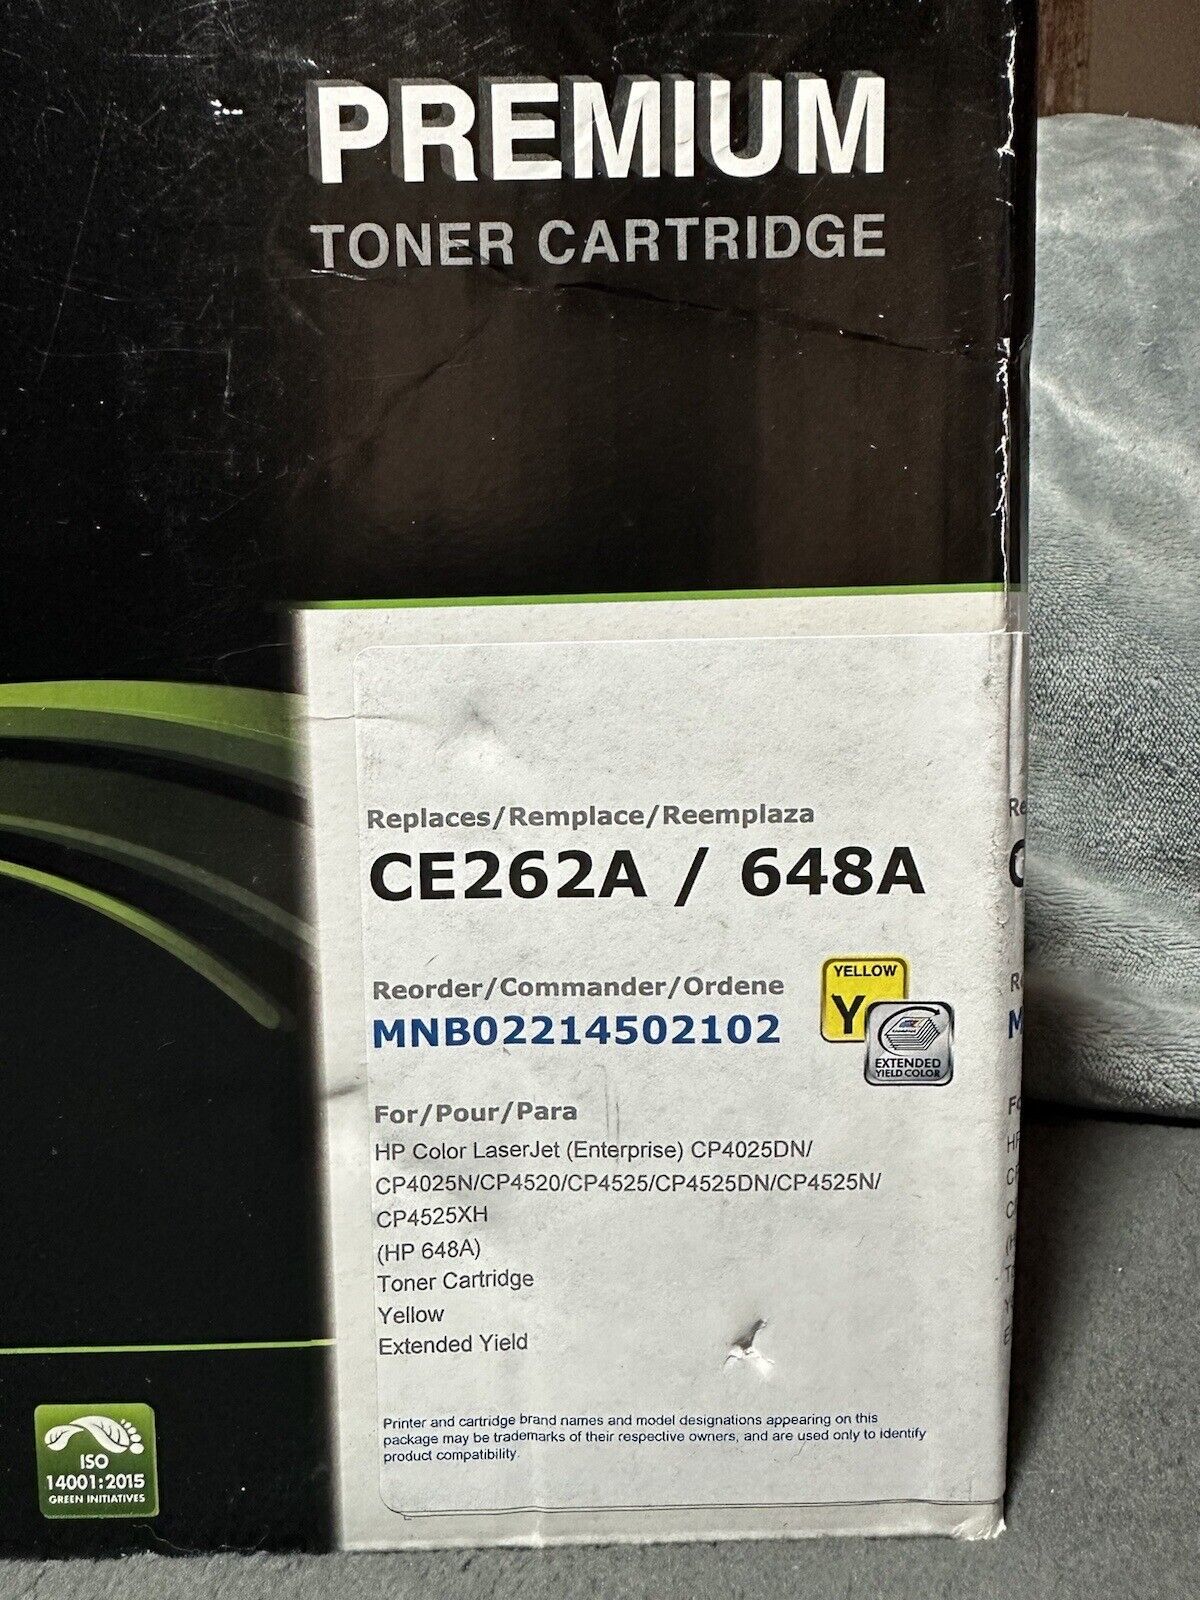 PREMIUM
TONER CARTRIDGE
Replaces/Remplace/Reemplaza
CE262A / 648A
Reorder/Commander/Ordene
MNB02214502102
YELLOW
Y
EXTENDED
YIELD COLOR
For/Pour/Para
HP Color LaserJet (Enterprise) CP4025DN/
CP4025N/CP4520/CP4525/CP4525DN/CP4525N/
CP4525XH
(HP 648A)
Toner Cartridge
Yellow
Extended Yield
Printer and cartridge brand names and model designations appearing on this
package may be trademarks of their respective owners, and are used only to identify
product compatibility.
ISO
14001:2015
GREEN INITIATIVES